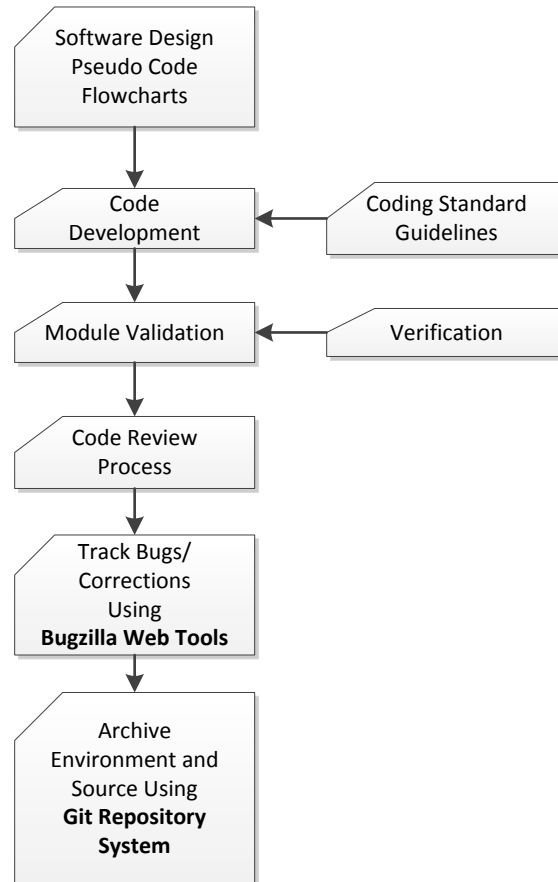 Software Design
Pseudo Code
Flowcharts
Code
Development
Coding Standard
Guidelines
Module Validation
Verification
Code Review
Process
Track Bugs/
Corrections
Using
Bugzilla Web Tools
Archive
Environment and
Source Using
Git Repository
System